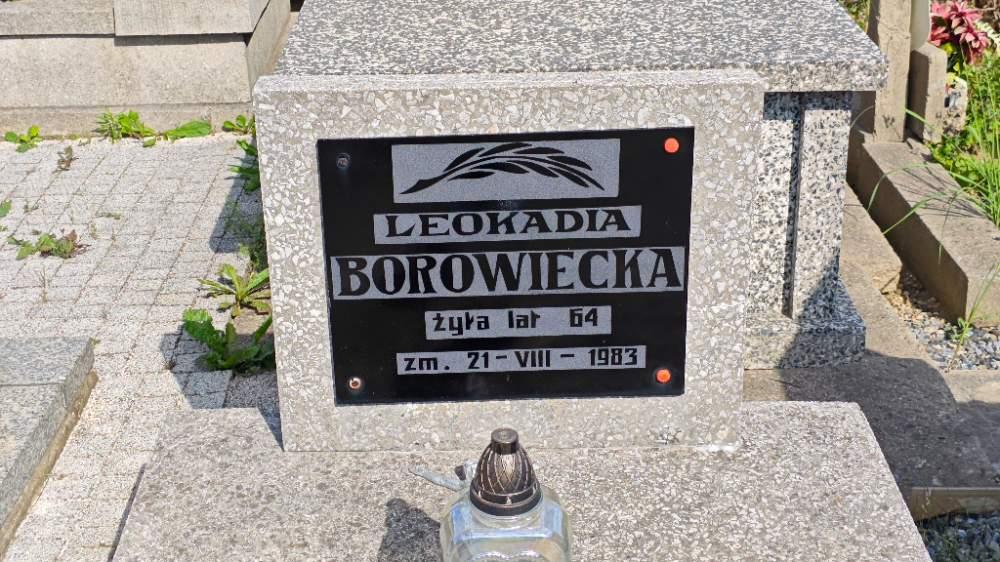 LEOKADIA
BOROWIECKA
żyła lat 64
zm. 21-VIII-1983